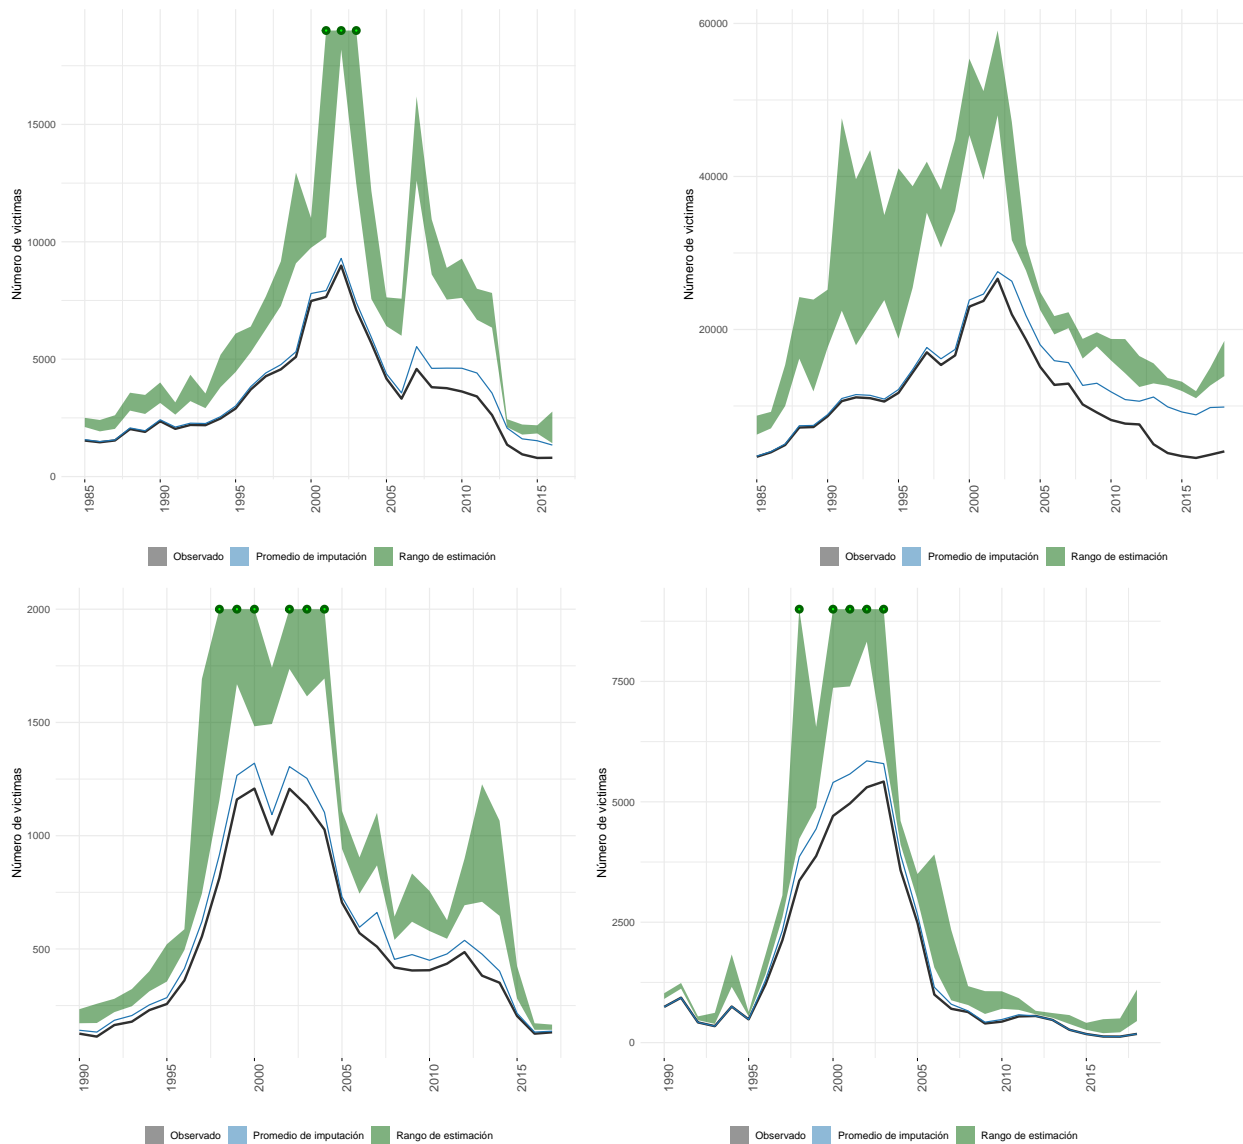 Número de victimas
15000
10000
5000
0
1985
1990
1995
2000
2005
2010
2015
Observado
Promedio de imputación
Rango de estimación
Número de victimas
60000
40000
20000
1985
1990
1995
2000
2005
2010
2015
Observado
Promedio de imputación
Rango de estimación
Número de victimas
2000
1500
1000
500
1990
1995
2000
2005
2010
2015
Observado
Promedio de imputación
Rango de estimación
Número de victimas
7500
5000
2500
0
1990
1995
2000
2005
2010
2015
Observado
Promedio de imputación
Rango de estimación